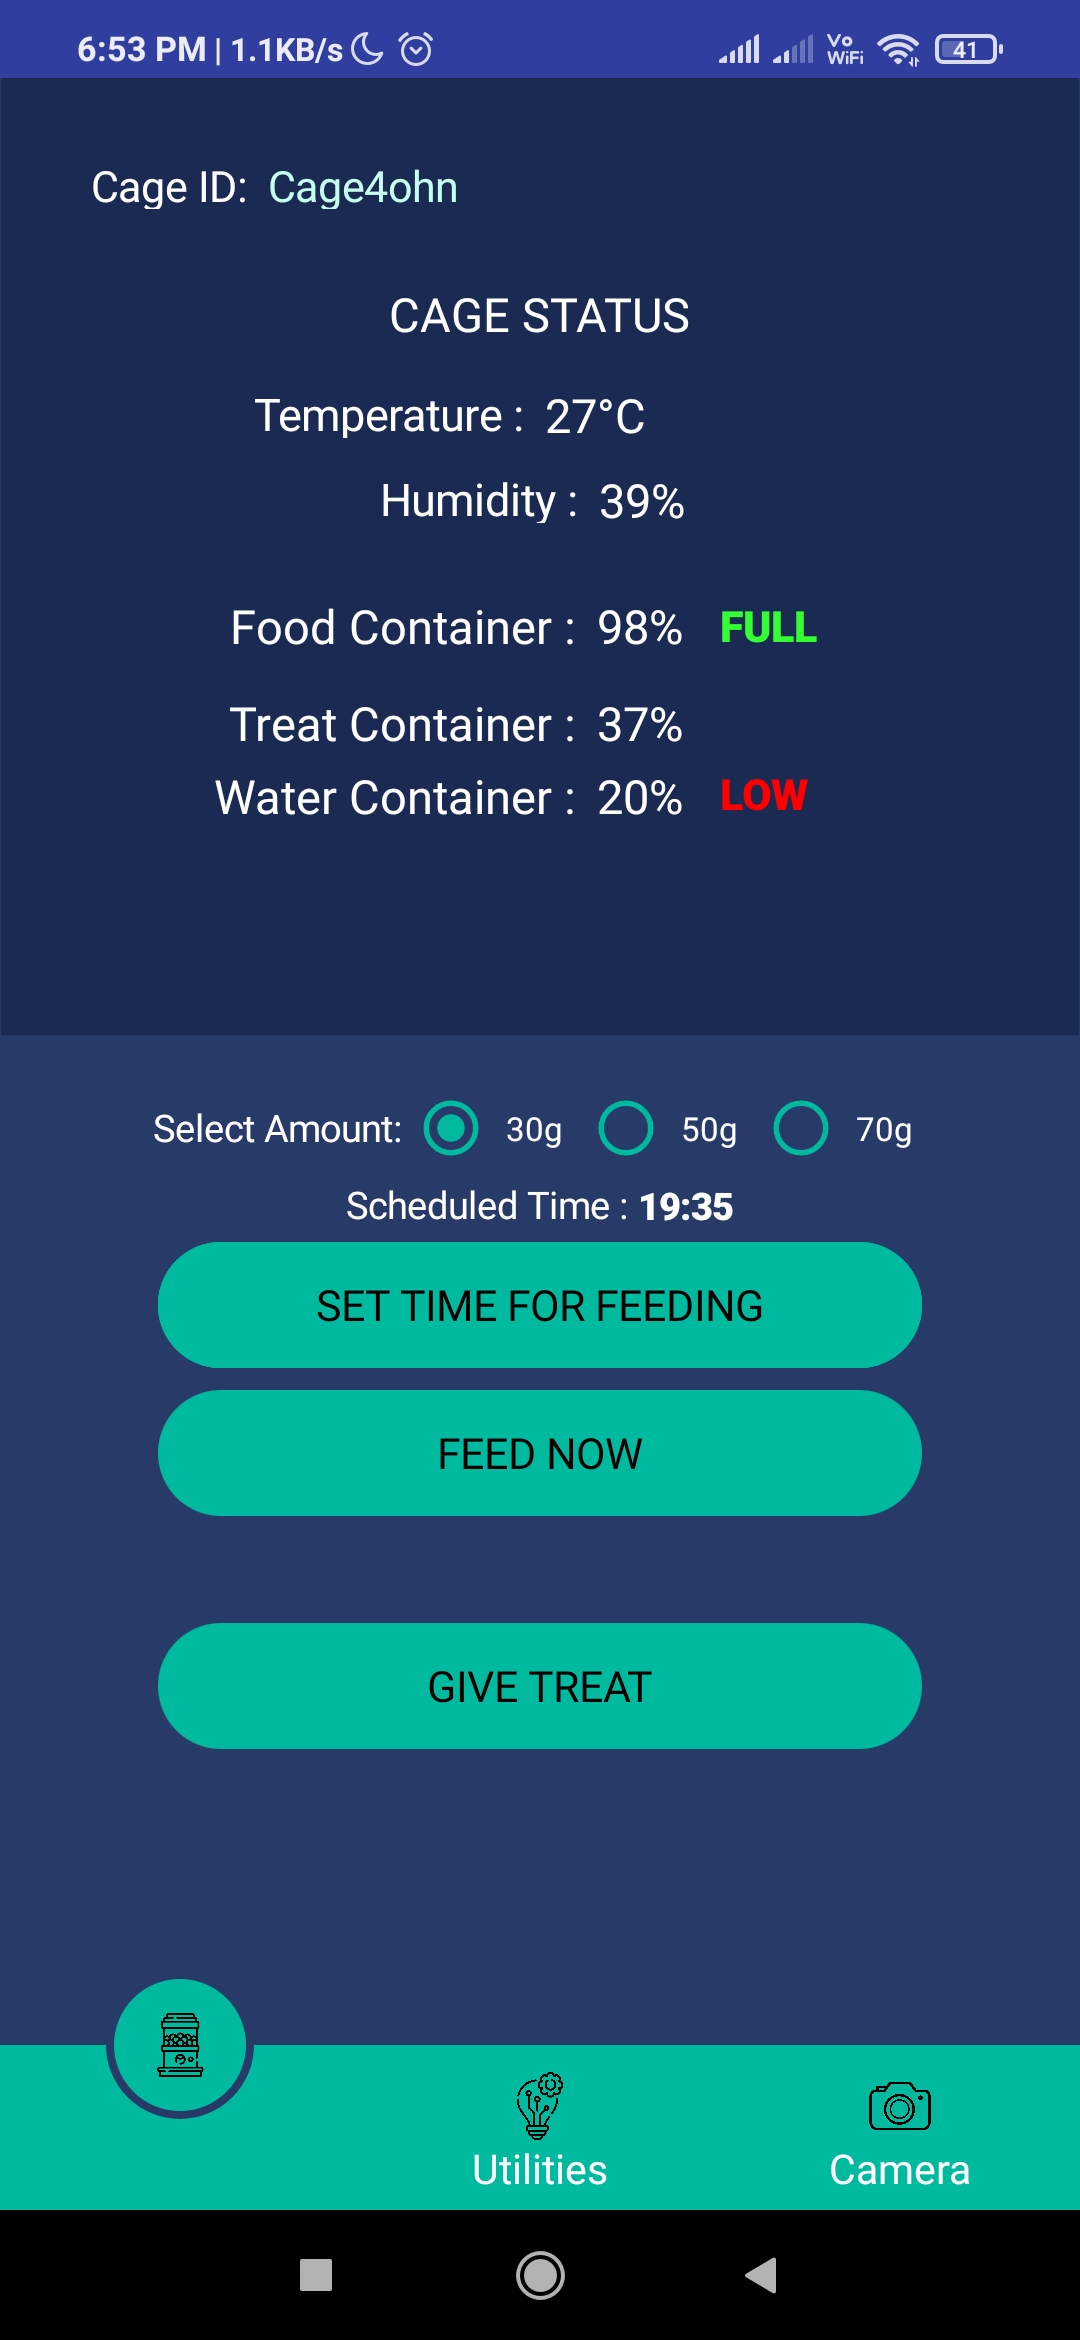 6:53 PM | 1.1KB/s Vo WiFi 41
Cage ID: Cage4ohn
CAGE STATUS
Temperature : 27°C
Humidity : 39%
Food Container : 98% FULL
Treat Container : 37%
Water Container : 20% LOW
Select Amount: 30g 50g 70g
Scheduled Time : 19:35
SET TIME FOR FEEDING
FEED NOW
GIVE TREAT
Utilities Camera